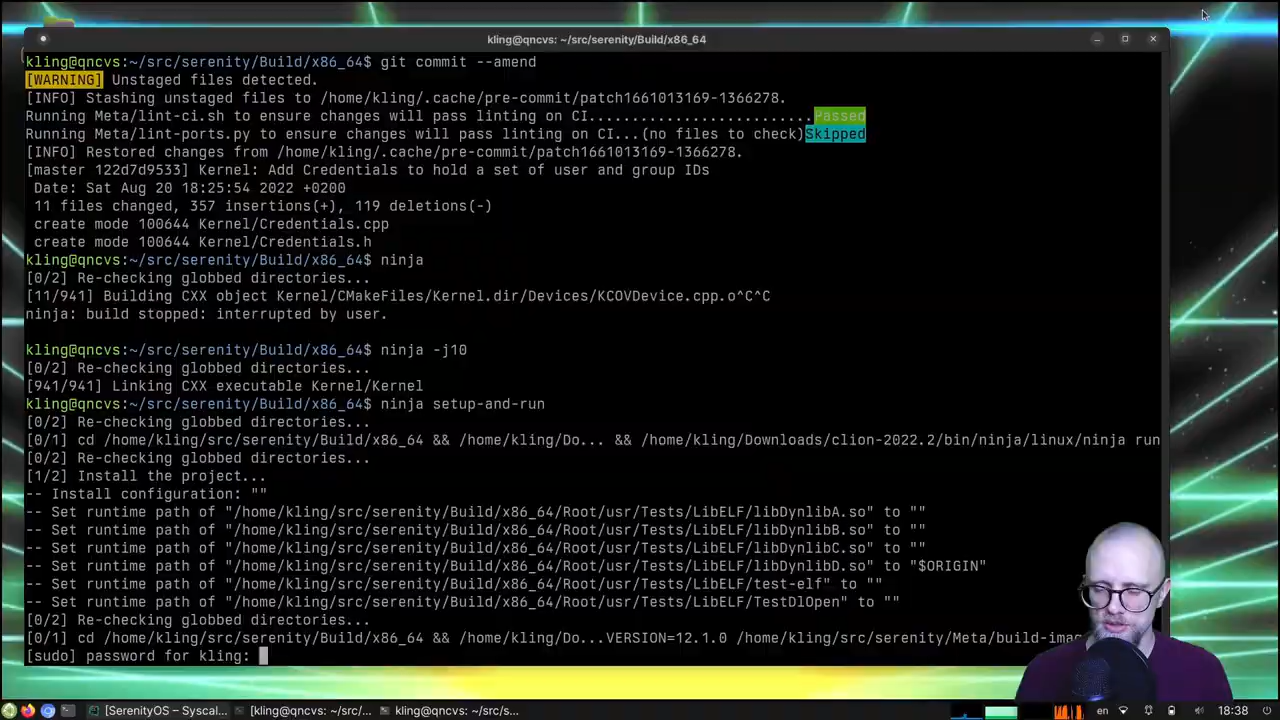 kling@qncvs: ~/src/serenity/Build/x86_64
kling@qncvs:~/src/serenity/Build/x86_64$ git commit --amend
[WARNING] Unstaged files detected.
[INFO] Stashing unstaged files to /home/kling/.cache/pre-commit/patch1661013169-1366278.
Running Meta/lint-ci.sh to ensure changes will pass linting on CI...........................Passed
Running Meta/lint-ports.py to ensure changes will pass linting on CI...(no files to check)Skipped
[INFO] Restored changes from /home/kling/.cache/pre-commit/patch1661013169-1366278.
[master 122d7d9533] Kernel: Add Credentials to hold a set of user and group IDs
Date: Sat Aug 20 18:25:54 2022 +0200
11 files changed, 357 insertions(+), 119 deletions(-)
create mode 100644 Kernel/Credentials.cpp
create mode 100644 Kernel/Credentials.h
kling@qncvs:~/src/serenity/Build/x86_64$ ninja
[0/2] Re-checking globbed directories...
[11/941] Building CXX object Kernel/CMakeFiles/Kernel.dir/Devices/KCOVDevice.cpp.o^C^C
ninja: build stopped: interrupted by user.
kling@qncvs:~/src/serenity/Build/x86_64$ ninja -j10
[0/2] Re-checking globbed directories...
[941/941] Linking CXX executable Kernel/Kernel
kling@qncvs:~/src/serenity/Build/x86_64$ ninja setup-and-run
[0/2] Re-checking globbed directories...
[0/1] cd /home/kling/src/serenity/Build/x86_64 && /home/kling/Do... && /home/kling/Downloads/clion-2022.2/bin/ninja/linux/ninja run
[0/2] Re-checking globbed directories...
[1/2] Install the project...
-- Install configuration: ""
-- Set runtime path of "/home/kling/src/serenity/Build/x86_64/Root/usr/Tests/LibELF/libDynlibA.so" to ""
-- Set runtime path of "/home/kling/src/serenity/Build/x86_64/Root/usr/Tests/LibELF/libDynlibB.so" to ""
-- Set runtime path of "/home/kling/src/serenity/Build/x86_64/Root/usr/Tests/LibELF/libDynlibC.so" to ""
-- Set runtime path of "/home/kling/src/serenity/Build/x86_64/Root/usr/Tests/LibELF/libDynlibD.so" to "$ORIGIN"
-- Set runtime path of "/home/kling/src/serenity/Build/x86_64/Root/usr/Tests/LibELF/test-elf" to ""
-- Set runtime path of "/home/kling/src/serenity/Build/x86_64/Root/usr/Tests/LibELF/TestDlOpen" to ""
[0/2] Re-checking globbed directories...
[0/1] cd /home/kling/src/serenity/Build/x86_64 && /home/kling/Do...VERSION=12.1.0 /home/kling/src/serenity/Meta/build-ima
[sudo] password for kling:
[SerenityOS – Syscal... [kling@qncvs: ~/src/... kling@qncvs: ~/src/s... en 18:38